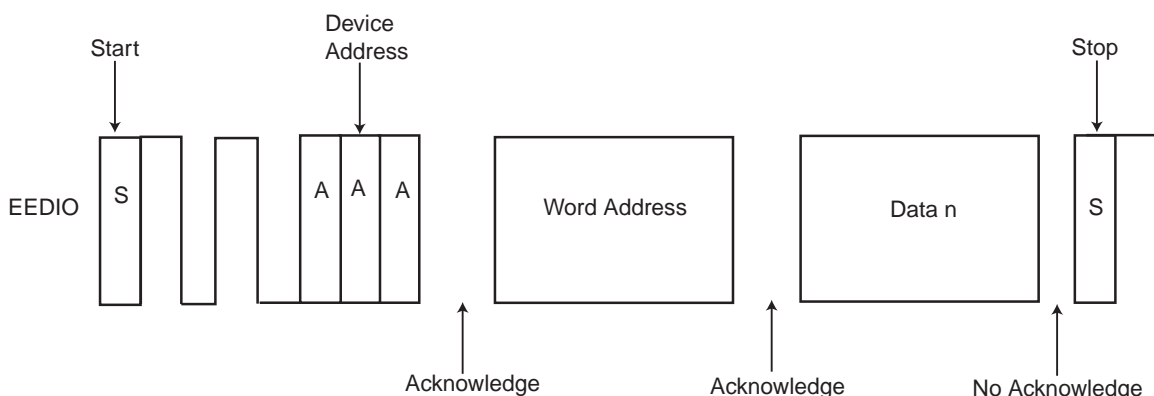 Start
Device
Address
Stop
EEDIO
S
A
A
A
Word Address
Data n
S
Acknowledge
Acknowledge
No Acknowledge